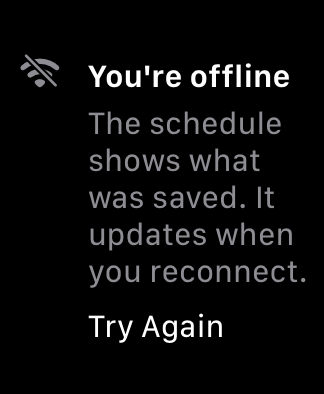 You're offline
The schedule
shows what
was saved. It
updates when
you reconnect.
Try Again